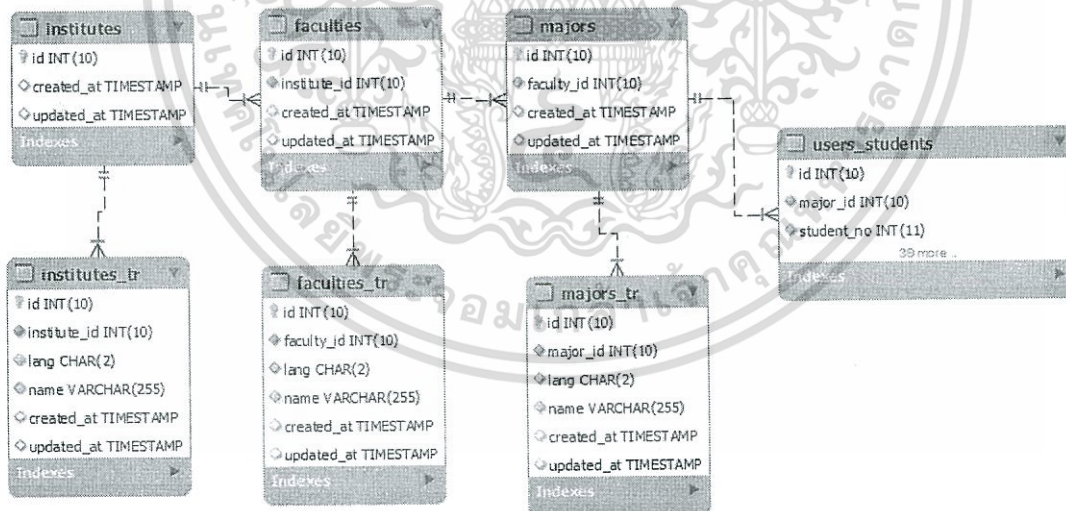 institutes
id INT(10)
created_at TIMESTAMP
updated_at TIMESTAMP
Indexes
faculties
id INT(10)
institute_id INT(10)
created_at TIMESTAMP
updated_at TIMESTAMP
Indexes
majors
id INT(10)
faculty_id INT(10)
created_at TIMESTAMP
updated_at TIMESTAMP
Indexes
users_students
id INT(10)
major_id INT(10)
student_no INT(11)
39 more ..
Indexes
institutes_tr
id INT(10)
institute_id INT(10)
lang CHAR(2)
name VARCHAR(255)
created_at TIMESTAMP
updated_at TIMESTAMP
Indexes
faculties_tr
id INT(10)
faculty_id INT(10)
lang CHAR(2)
name VARCHAR(255)
created_at TIMESTAMP
updated_at TIMESTAMP
Indexes
majors_tr
id INT(10)
major_id INT(10)
lang CHAR(2)
name VARCHAR(255)
created_at TIMESTAMP
updated_at TIMESTAMP
Indexes